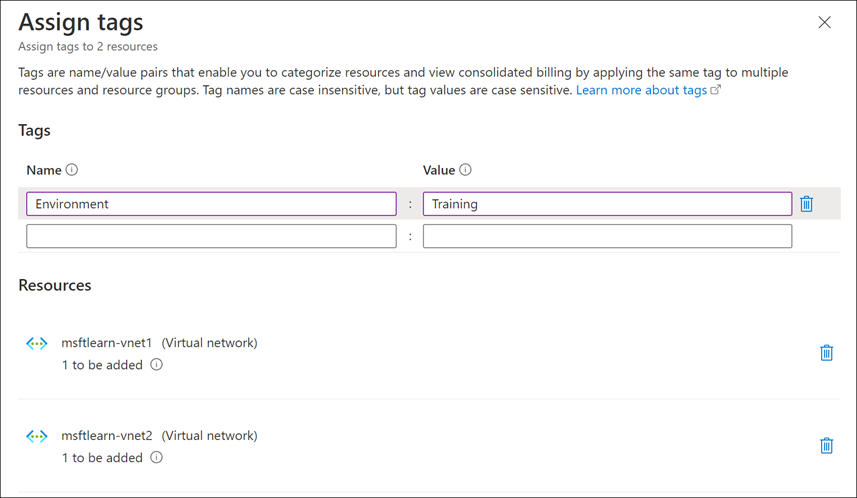 Assign tags
Assign tags to 2 resources
Tags are name/value pairs that enable you to categorize resources and view consolidated billing by applying the same tag to multiple
resources and resource groups. Tag names are case insensitive, but tag values are case sensitive. Learn more about tags
Tags
Name Value
Environment : Training
:
Resources
msftlearn-vnet1 (Virtual network)
1 to be added
msftlearn-vnet2 (Virtual network)
1 to be added